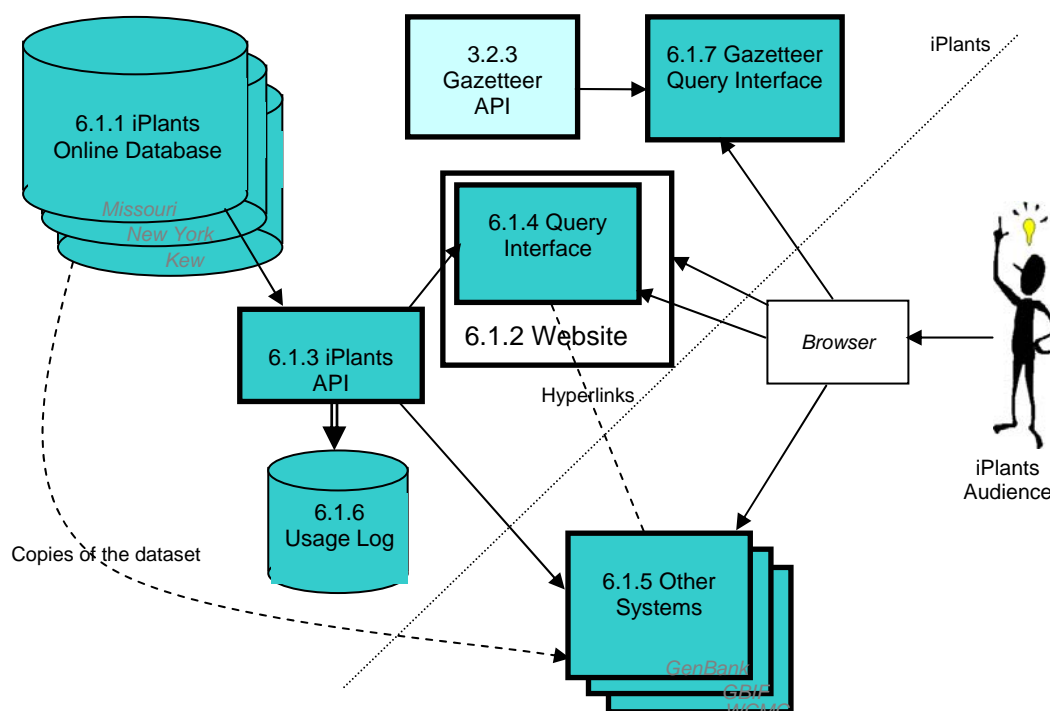 3.2.3
Gazetteer
API
6.1.7 Gazetteer
Query Interface
iPlants
6.1.1 iPlants
Online Database
Missouri
New York
Kew
6.1.4 Query
Interface
6.1.2 Website
Browser
6.1.3 iPlants
API
Hyperlinks
iPlants
Audience
6.1.6
Usage Log
Copies of the dataset
6.1.5 Other
Systems
GenBank
GBIF
WCMC